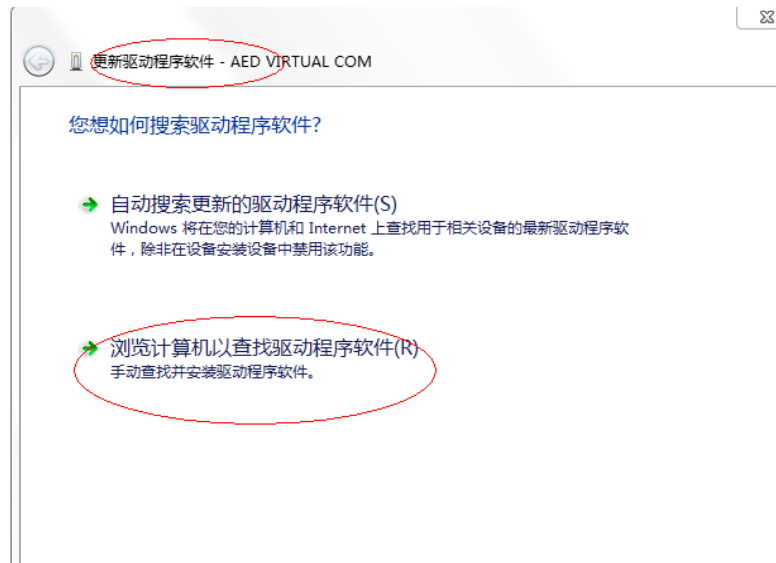 更新驱动程序软件 - AED VIRTUAL COM
您想如何搜索驱动程序软件?
自动搜索更新的驱动程序软件(S)
Windows 将在您的计算机和 Internet 上查找用于相关设备的最新驱动程序软
件，除非在设备安装设备中禁用该功能。
浏览计算机以查找驱动程序软件(R)
手动查找并安装驱动程序软件。